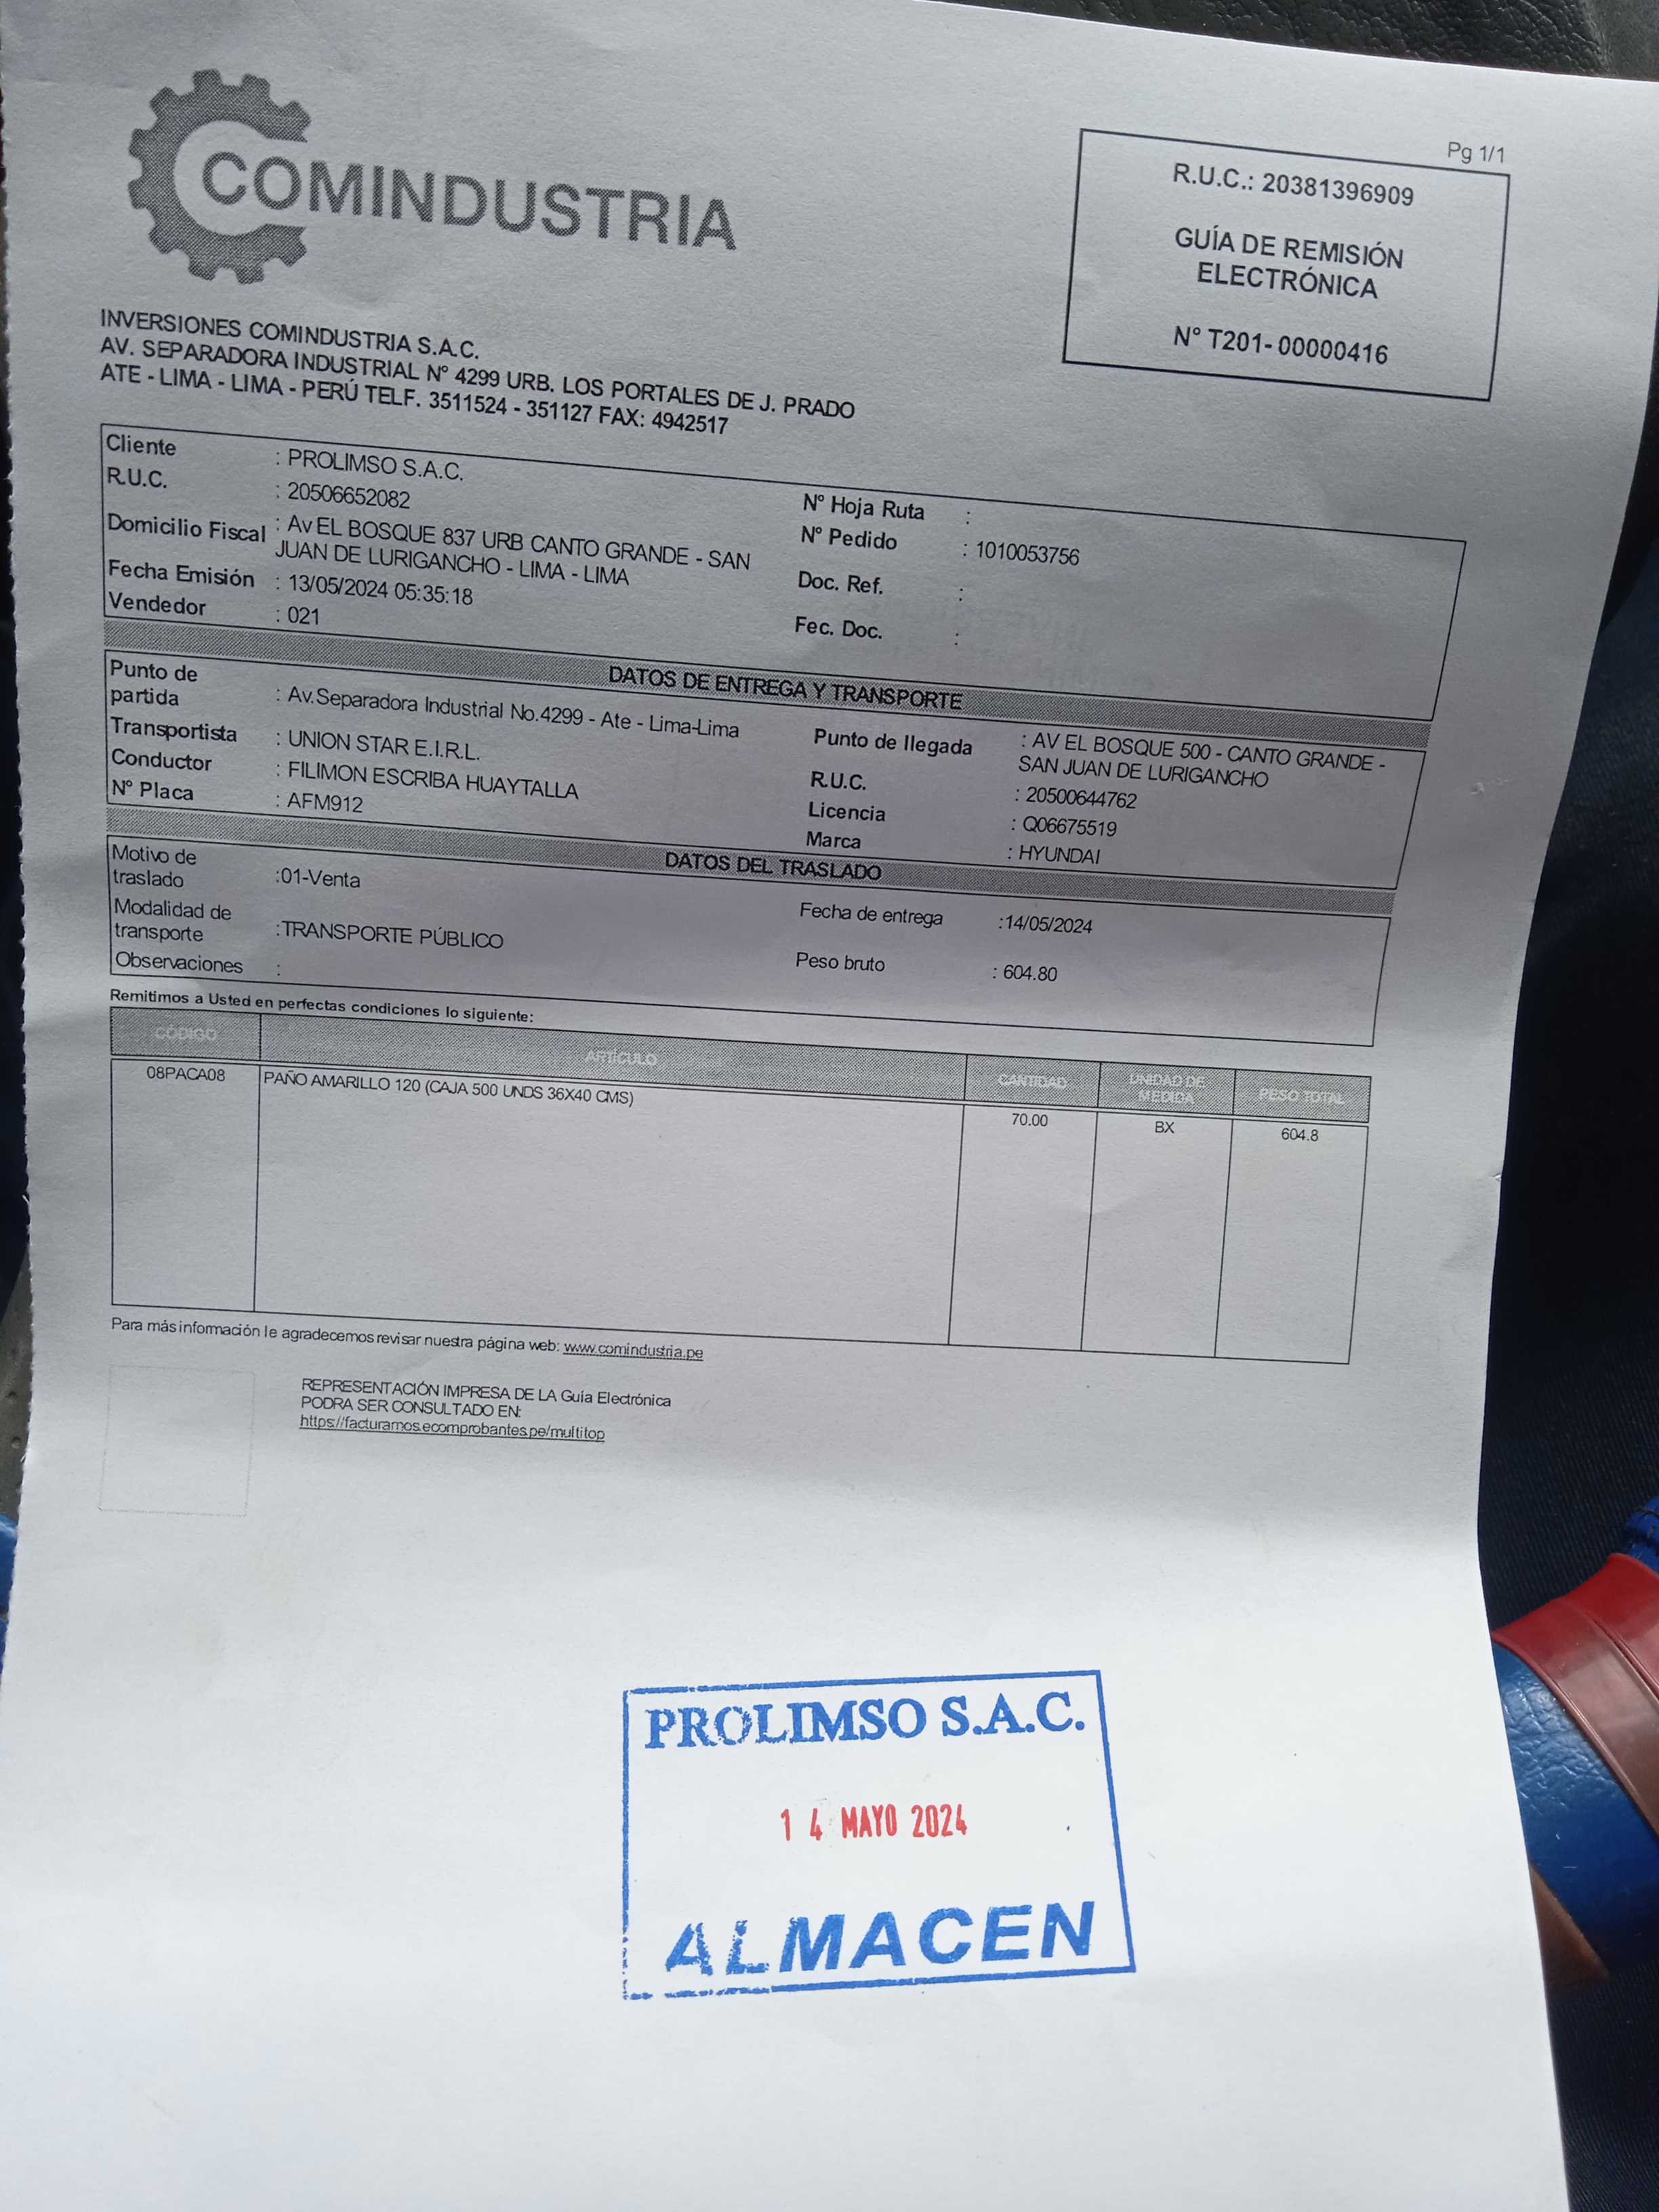 COMINDUSTRIA
Pg 1/1
R.U.C.: 20381396909
GUÍA DE REMISIÓN
ELECTRÓNICA
N° T201-00000416
INVERSIONES COMINDUSTRIA S.A.C.
AV. SEPARADORA INDUSTRIAL N° 4299 URB. LOS PORTALES DE J. PRADO
ATE - LIMA - LIMA - PERÚ TELF. 3511524 - 351127 FAX: 4942517
Cliente : PROLIMSO S.A.C.
R.U.C. : 20506652082
Domicilio Fiscal : Av EL BOSQUE 837 URB CANTO GRANDE - SAN
JUAN DE LURIGANCHO - LIMA - LIMA
Fecha Emisión : 13/05/2024 05:35:18
Vendedor : 021
N° Hoja Ruta :
N° Pedido : 1010053756
Doc. Ref. :
Fec. Doc. :
DATOS DE ENTREGA Y TRANSPORTE
Punto de
partida : Av.Separadora Industrial No.4299 - Ate - Lima-Lima
Transportista : UNION STAR E.I.R.L.
Conductor : FILIMON ESCRIBA HUAYTALLA
N° Placa : AFM912
Punto de llegada : AV EL BOSQUE 500 - CANTO GRANDE -
SAN JUAN DE LURIGANCHO
R.U.C. : 20500644762
Licencia : Q06675519
Marca : HYUNDAI
DATOS DEL TRASLADO
Motivo de
traslado :01-Venta
Modalidad de
transporte :TRANSPORTE PÚBLICO
Observaciones :
Fecha de entrega :14/05/2024
Peso bruto : 604.80
Remitimos a Usted en perfectas condiciones lo siguiente:
CÓDIGO ARTÍCULO CANTIDAD UNIDAD DE
MEDIDA PESO TOTAL
08PACA08 PAÑO AMARILLO 120 (CAJA 500 UNDS 36X40 CMS) 70.00 BX 604.8
Para más información le agradecemos revisar nuestra página web: www.comindustria.pe
REPRESENTACIÓN IMPRESA DE LA Guía Electrónica
PODRA SER CONSULTADO EN:
https://facturamos.ecomprobantes.pe/multitop
PROLIMSO S.A.C.
14 MAYO 2024
ALMACEN